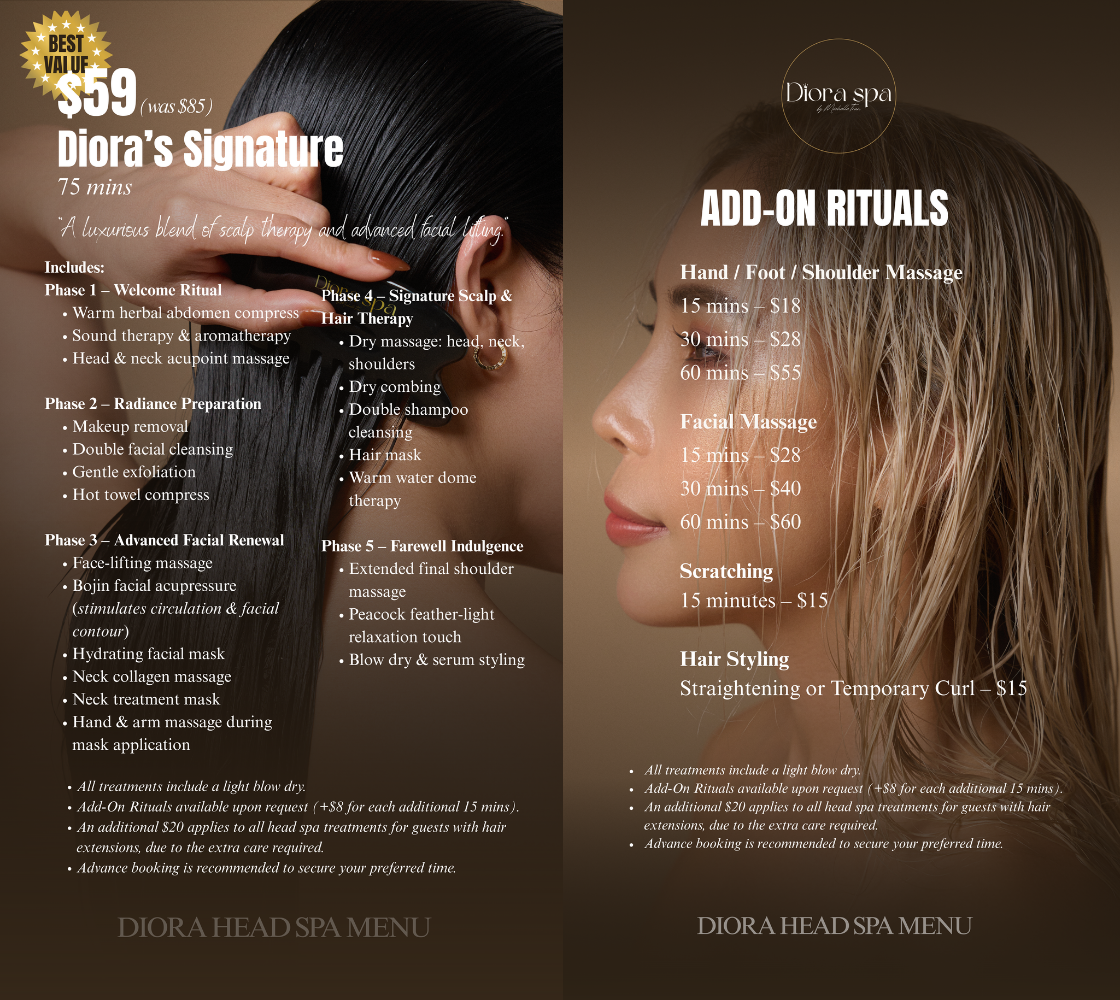 BEST
VALUE
$59 (was $85)
Diora’s Signature
75 mins
"A luxurious blend of scalp therapy and advanced facial lifting."
Includes:
Phase 1 – Welcome Ritual
• Warm herbal abdomen compress
• Sound therapy & aromatherapy
• Head & neck acupoint massage
Phase 2 – Radiance Preparation
• Makeup removal
• Double facial cleansing
• Gentle exfoliation
• Hot towel compress
Phase 3 – Advanced Facial Renewal
• Face-lifting massage
• Bojin facial acupressure
(stimulates circulation & facial
contour)
• Hydrating facial mask
• Neck collagen massage
• Neck treatment mask
• Hand & arm massage during
mask application
Diora spa
Phase 4 – Signature Scalp &
Hair Therapy
• Dry massage: head, neck,
shoulders
• Dry combing
• Double shampoo
cleansing
• Hair mask
• Warm water dome
therapy
Phase 5 – Farewell Indulgence
• Extended final shoulder
massage
• Peacock feather-light
relaxation touch
• Blow dry & serum styling
• All treatments include a light blow dry.
• Add-On Rituals available upon request (+$8 for each additional 15 mins).
• An additional $20 applies to all head spa treatments for guests with hair
extensions, due to the extra care required.
• Advance booking is recommended to secure your preferred time.
DIORA HEAD SPA MENU
Diora spa
ADD-ON RITUALS
Hand / Foot / Shoulder Massage
15 mins – $18
30 mins – $28
60 mins – $55
Facial Massage
15 mins – $28
30 mins – $40
60 mins – $60
Scratching
15 minutes – $15
Hair Styling
Straightening or Temporary Curl – $15
• All treatments include a light blow dry.
• Add-On Rituals available upon request (+$8 for each additional 15 mins).
• An additional $20 applies to all head spa treatments for guests with hair
extensions, due to the extra care required.
• Advance booking is recommended to secure your preferred time.
DIORA HEAD SPA MENU